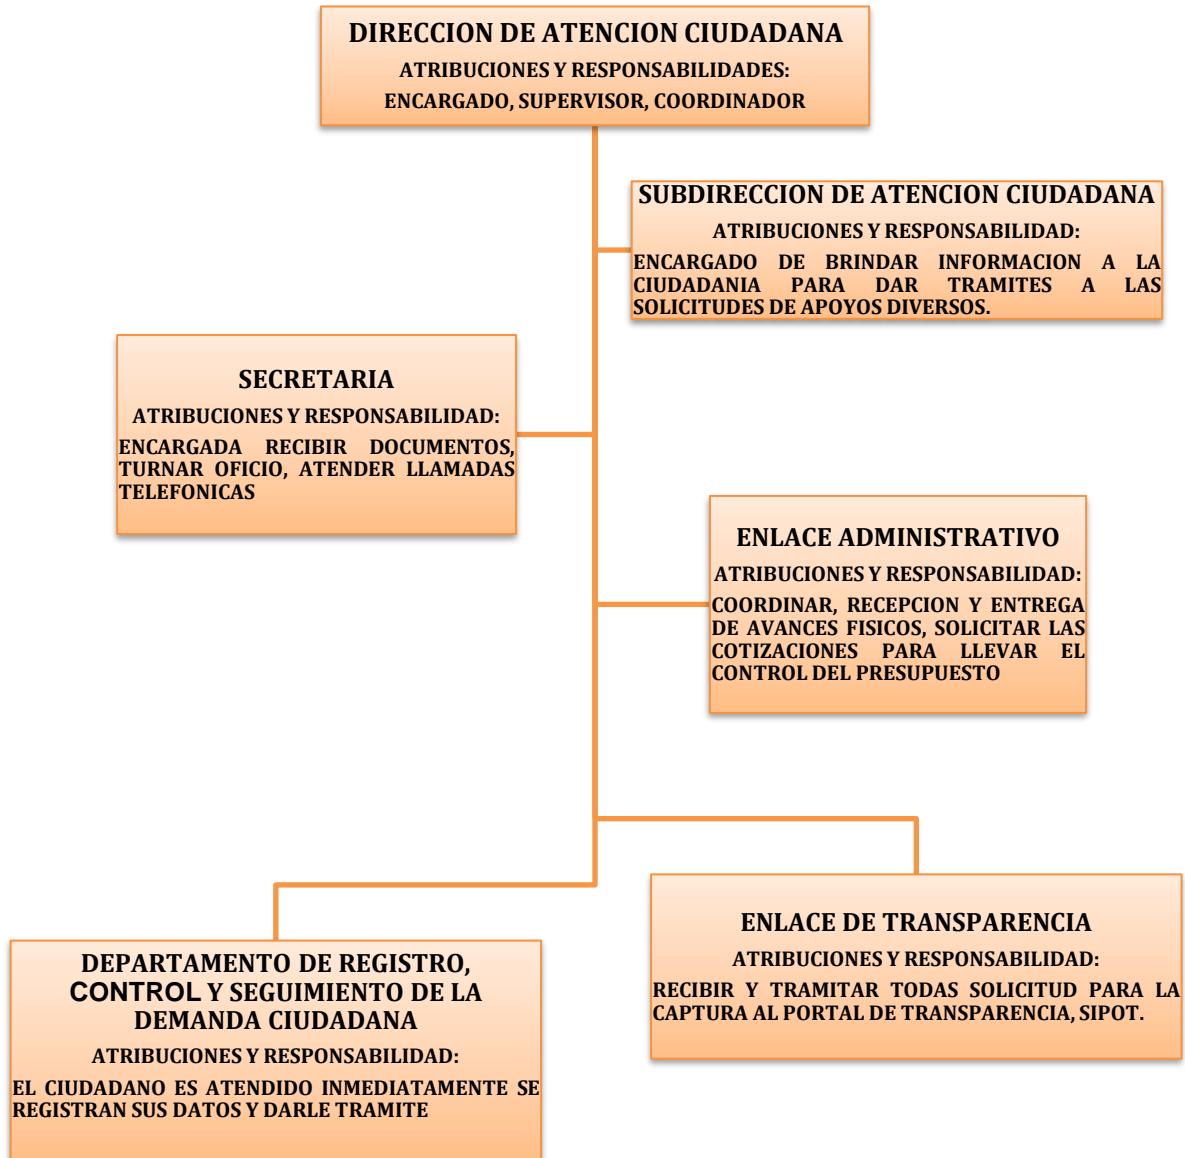 DIRECCION DE ATENCION CIUDADANA
ATRIBUCIONES Y RESPONSABILIDADES:
ENCARGADO, SUPERVISOR, COORDINADOR
SUBDIRECCION DE ATENCION CIUDADANA
ATRIBUCIONES Y RESPONSABILIDAD:
ENCARGADO DE BRINDAR INFORMACION A LA
CIUDADANIA PARA DAR TRAMITES A LAS
SOLICITUDES DE APOYOS DIVERSOS.
SECRETARIA
ATRIBUCIONES Y RESPONSABILIDAD:
ENCARGADA RECIBIR DOCUMENTOS,
TURNAR OFICIO, ATENDER LLAMADAS
TELEFONICAS
ENLACE ADMINISTRATIVO
ATRIBUCIONES Y RESPONSABILIDAD:
COORDINAR, RECEPCION Y ENTREGA
DE AVANCES FISICOS, SOLICITAR LAS
COTIZACIONES PARA LLEVAR EL
CONTROL DEL PRESUPUESTO
ENLACE DE TRANSPARENCIA
ATRIBUCIONES Y RESPONSABILIDAD:
RECIBIR Y TRAMITAR TODAS SOLICITUD PARA LA
CAPTURA AL PORTAL DE TRANSPARENCIA, SIPOT.
DEPARTAMENTO DE REGISTRO,
CONTROL Y SEGUIMIENTO DE LA
DEMANDA CIUDADANA
ATRIBUCIONES Y RESPONSABILIDAD:
EL CIUDADANO ES ATENDIDO INMEDIATAMENTE SE
REGISTRAN SUS DATOS Y DARLE TRAMITE